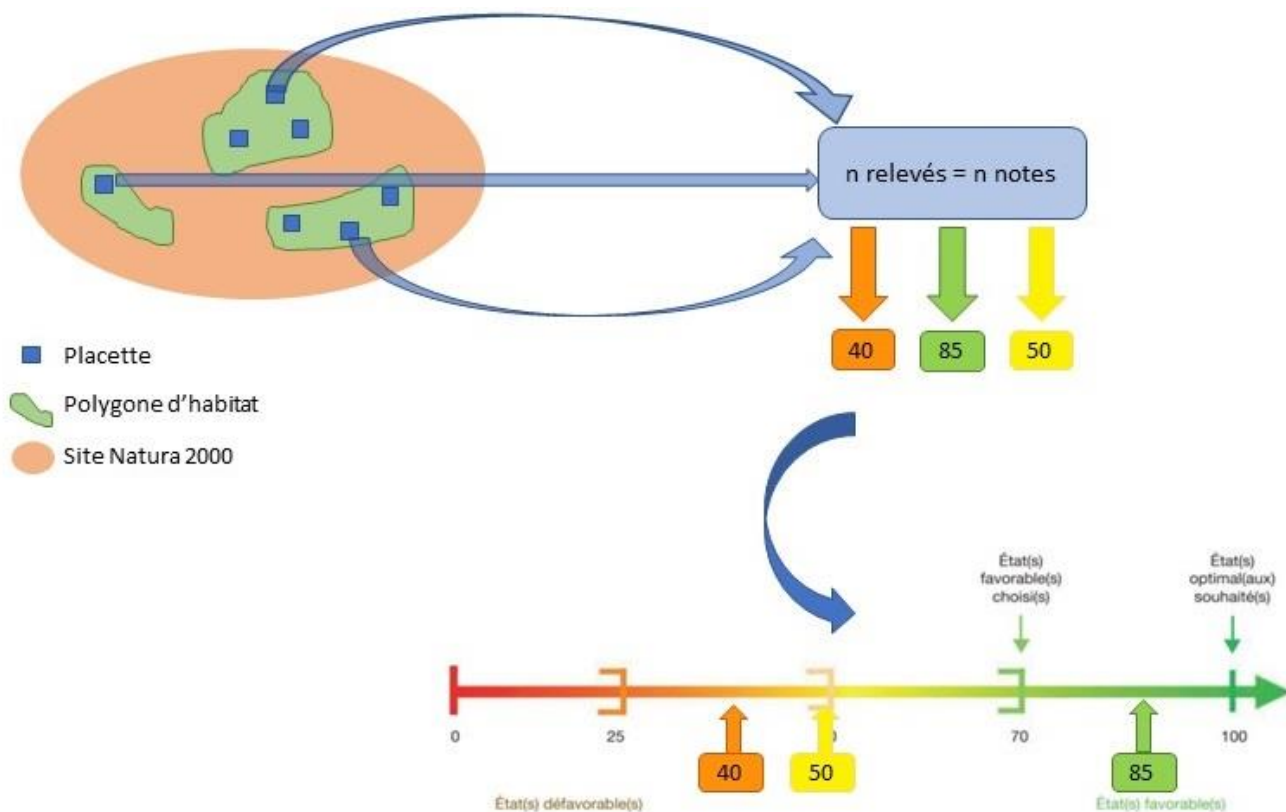 n relevés = n notes
40
85
50
Placette
Polygone d'habitat
Site Natura 2000
État(s)
favorable(s)
choisi(s)
État(s)
optimal(aux)
souhaité(s)
0
25
70
100
40
50
85
État(s) défavorable(s)
État(s) favorable(s)